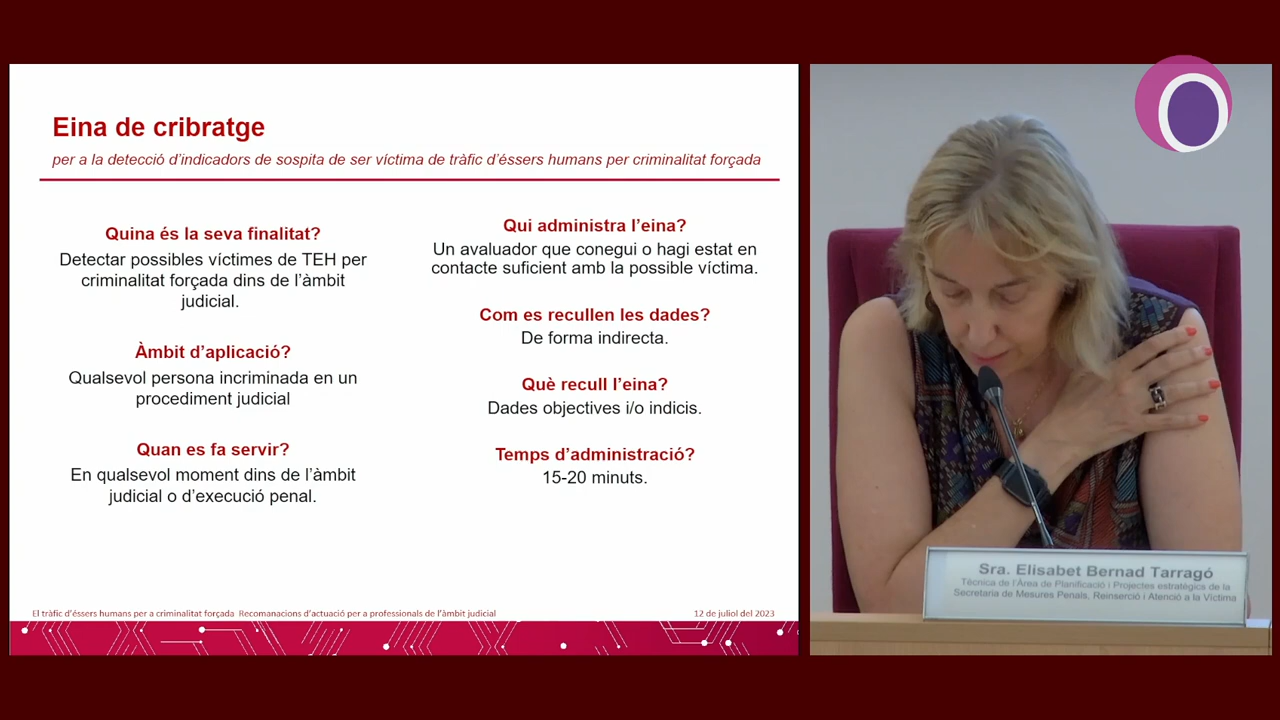 Eina de cribratge
per a la detecció d'indicadors de sospita de ser víctima de tràfic d'éssers humans per criminalitat forçada
Quina és la seva finalitat?
Detectar possibles víctimes de TEH per
criminalitat forçada dins de l'àmbit
judicial.
Àmbit d'aplicació?
Qualsevol persona incriminada en un
procediment judicial
Quan es fa servir?
En qualsevol moment dins de l'àmbit
judicial o d'execució penal.
Qui administra l'eina?
Un avaluador que conegui o hagi estat en
contacte suficient amb la possible víctima.
Com es recullen les dades?
De forma indirecta.
Què recull l'eina?
Dades objectives i/o indicis.
Temps d'administració?
15-20 minuts.
El tràfic d'éssers humans per a criminalitat forçada Recomanacions d'actuació per a professionals de l'àmbit judicial
12 de juliol del 2023
Sra. Elisabet Bernad Tarragó
Tècnica de l'Àrea de Planificació i Projectes estratègics de la
Secretaria de Mesures Penals, Reinserció i Atenció a la Víctima